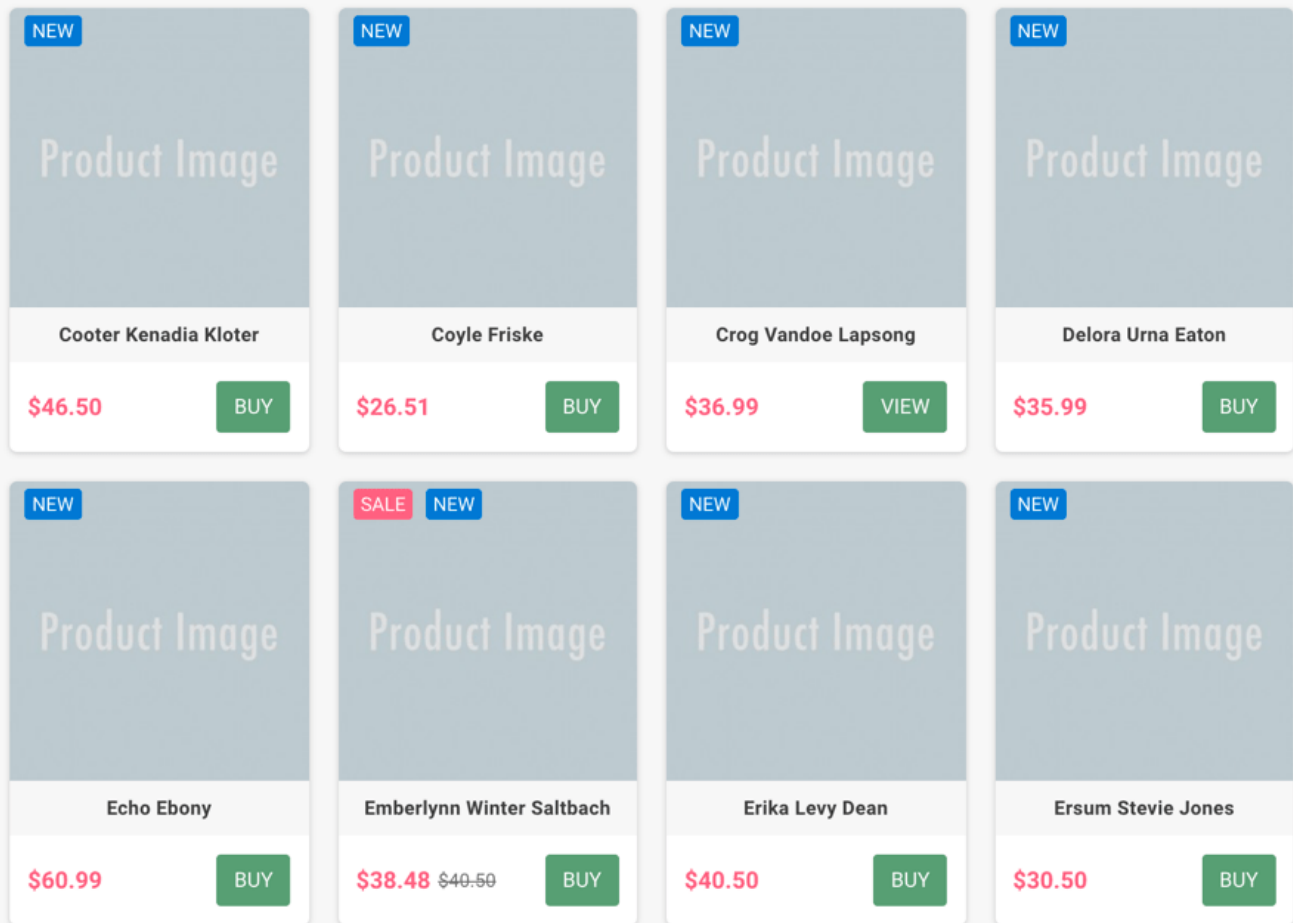 NEW
NEW
NEW
NEW
Product Image
Product Image
Product Image
Product Image
Cooter Kenadia Kloter
Coyle Friske
Crog Vandoe Lapsong
Delora Urna Eaton
$46.50 BUY
$26.51 BUY
$36.99 VIEW
$35.99 BUY
NEW
SALE NEW
NEW
NEW
Product Image
Product Image
Product Image
Product Image
Echo Ebony
Emberlynn Winter Saltbach
Erika Levy Dean
Ersum Stevie Jones
$60.99 BUY
$38.48 $40.50 BUY
$40.50 BUY
$30.50 BUY